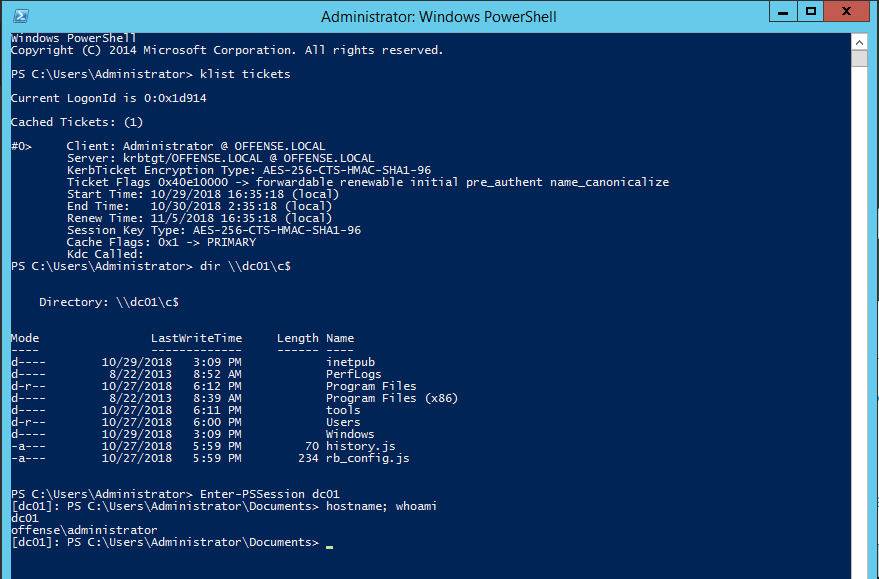 Administrator: Windows PowerShell
Windows PowerShell
Copyright (C) 2014 Microsoft Corporation. All rights reserved.
PS C:\Users\Administrator> klist tickets
Current LogonId is 0:0x1d914
Cached Tickets: (1)
#0>     Client: Administrator @ OFFENSE.LOCAL
        Server: krbtgt/OFFENSE.LOCAL @ OFFENSE.LOCAL
        KerbTicket Encryption Type: AES-256-CTS-HMAC-SHA1-96
        Ticket Flags 0x40e10000 -> forwardable renewable initial pre_authent name_canonicalize
        Start Time: 10/29/2018 16:35:18 (local)
        End Time:   10/30/2018 2:35:18 (local)
        Renew Time: 11/5/2018 16:35:18 (local)
        Session Key Type: AES-256-CTS-HMAC-SHA1-96
        Cache Flags: 0x1 -> PRIMARY
        Kdc Called:
PS C:\Users\Administrator> dir \\dc01\c$
    Directory: \\dc01\c$
Mode                LastWriteTime     Length Name
----                -------------     ------ ----
d----        10/29/2018   3:09 PM            inetpub
d----         8/22/2013   8:52 AM            PerfLogs
d-r--        10/27/2018   6:12 PM            Program Files
d----         8/22/2013   8:39 AM            Program Files (x86)
d----        10/27/2018   6:11 PM            tools
d-r--        10/27/2018   6:00 PM            Users
d----        10/29/2018   3:09 PM            Windows
-a---        10/27/2018   5:59 PM         70 history.js
-a---        10/27/2018   5:59 PM        234 rb_config.js
PS C:\Users\Administrator> Enter-PSSession dc01
[dc01]: PS C:\Users\Administrator\Documents> hostname; whoami
dc01
offense\administrator
[dc01]: PS C:\Users\Administrator\Documents> _